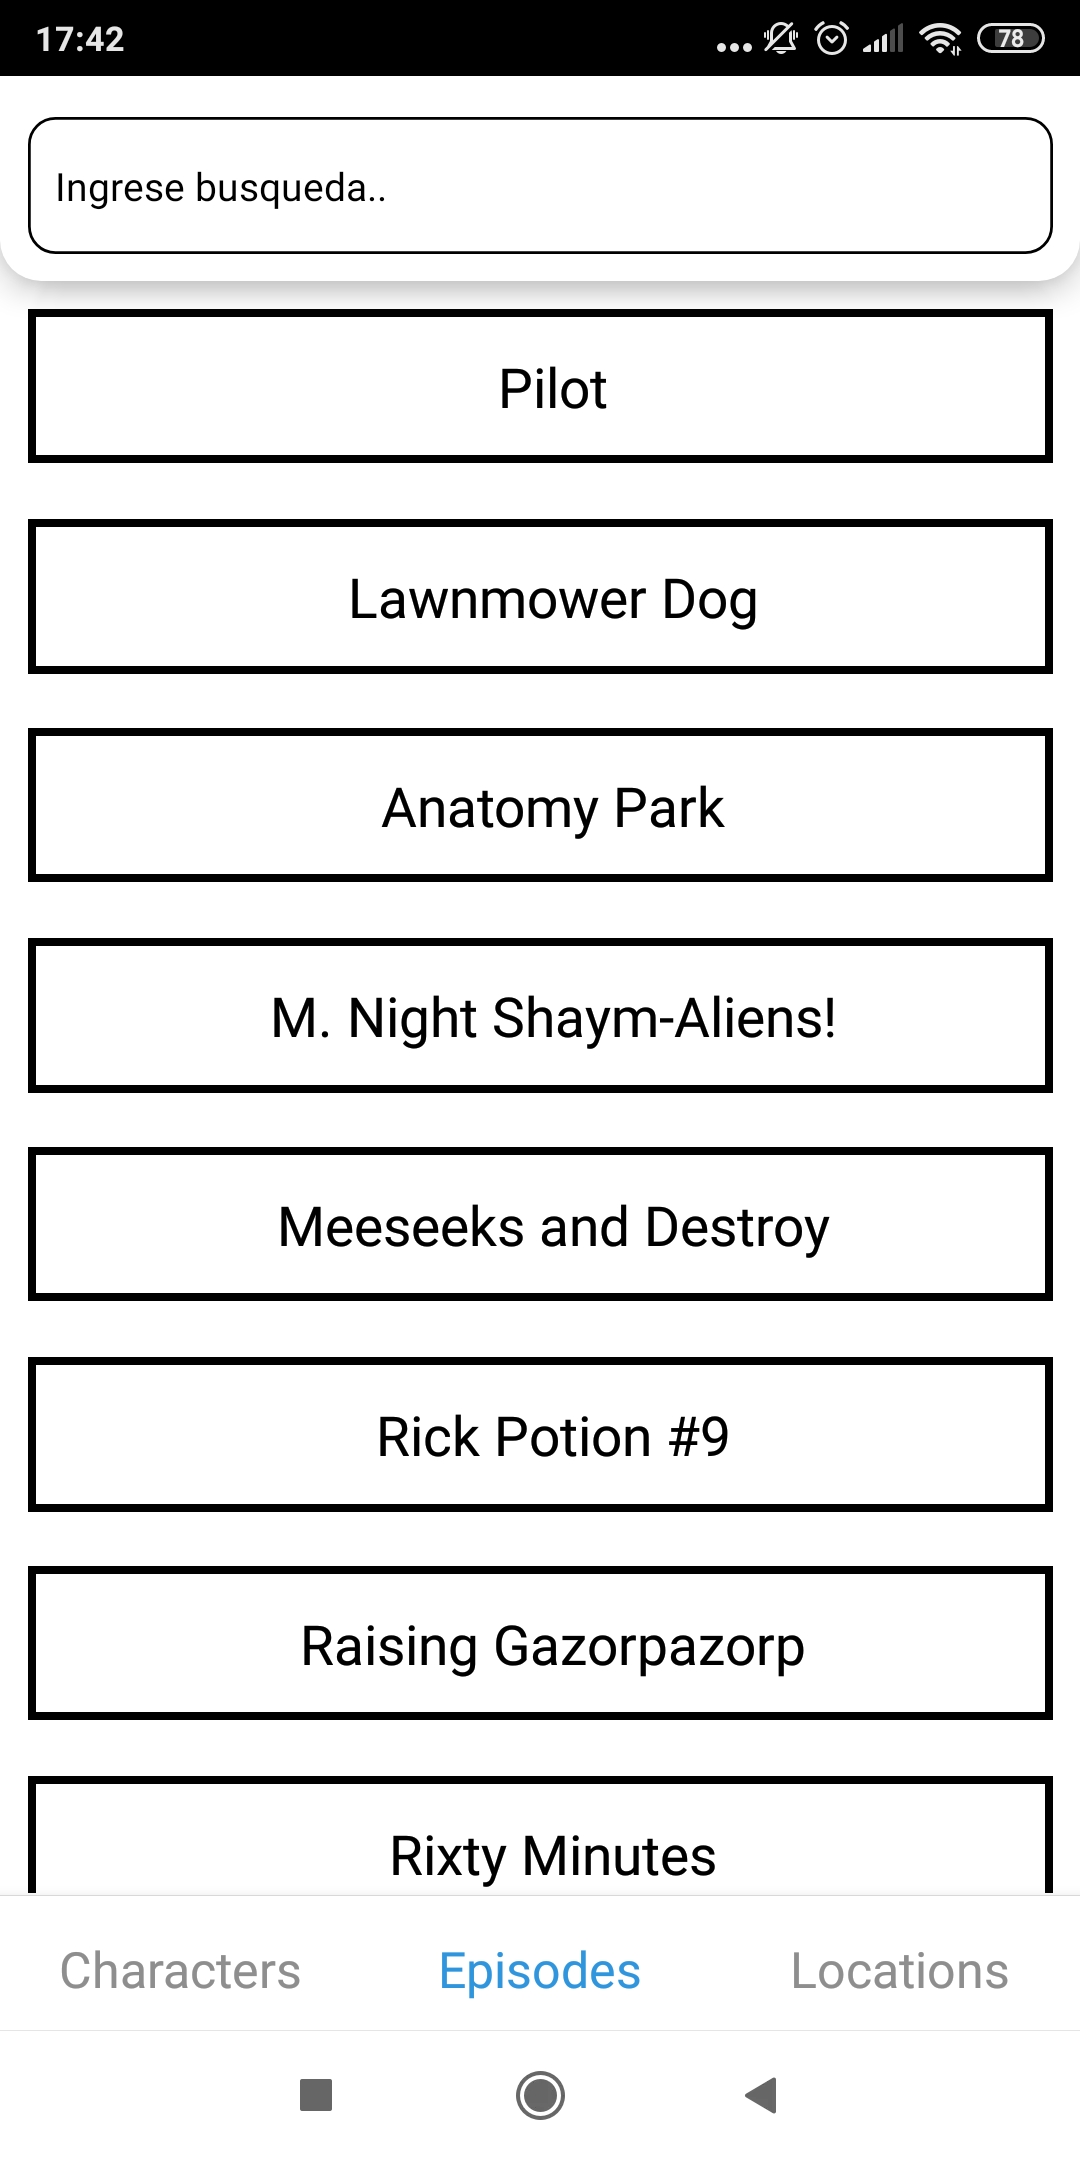 17:42
78
Ingrese busqueda..
Pilot
Lawnmower Dog
Anatomy Park
M. Night Shaym-Aliens!
Meeseeks and Destroy
Rick Potion #9
Raising Gazorpazorp
Rixty Minutes
Characters Episodes Locations